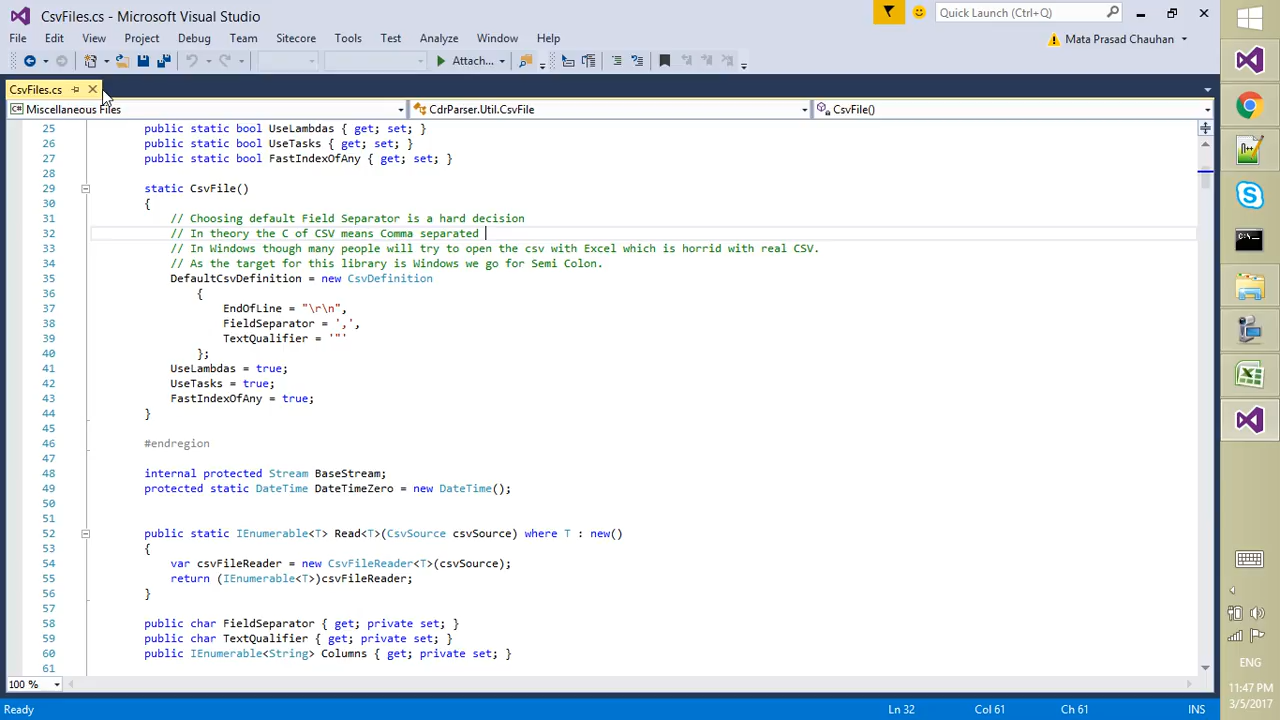 CsvFiles.cs - Microsoft Visual Studio
Quick Launch (Ctrl+Q)
File Edit View Project Debug Team Sitecore Tools Test Analyze Window Help
Mata Prasad Chauhan
Attach...
CsvFiles.cs
Miscellaneous Files
CdrParser.Util.CsvFile
CsvFile()
25 public static bool UseLambdas { get; set; }
26 public static bool UseTasks { get; set; }
27 public static bool FastIndexOfAny { get; set; }
28
29 static CsvFile()
30 {
31 // Choosing default Field Separator is a hard decision
32 // In theory the C of CSV means Comma separated
33 // In Windows though many people will try to open the csv with Excel which is horrid with real CSV.
34 // As the target for this library is Windows we go for Semi Colon.
35 DefaultCsvDefinition = new CsvDefinition
36 {
37 EndOfLine = "\r\n",
38 FieldSeparator = ',',
39 TextQualifier = '"'
40 };
41 UseLambdas = true;
42 UseTasks = true;
43 FastIndexOfAny = true;
44 }
45
46 #endregion
47
48 internal protected Stream BaseStream;
49 protected static DateTime DateTimeZero = new DateTime();
50
51
52 public static IEnumerable<T> Read<T>(CsvSource csvSource) where T : new()
53 {
54 var csvFileReader = new CsvFileReader<T>(csvSource);
55 return (IEnumerable<T>)csvFileReader;
56 }
57
58 public char FieldSeparator { get; private set; }
59 public char TextQualifier { get; private set; }
60 public IEnumerable<String> Columns { get; private set; }
61
100 %
Ready
Ln 32
Col 61
Ch 61
INS
ENG
11:47 PM
3/5/2017